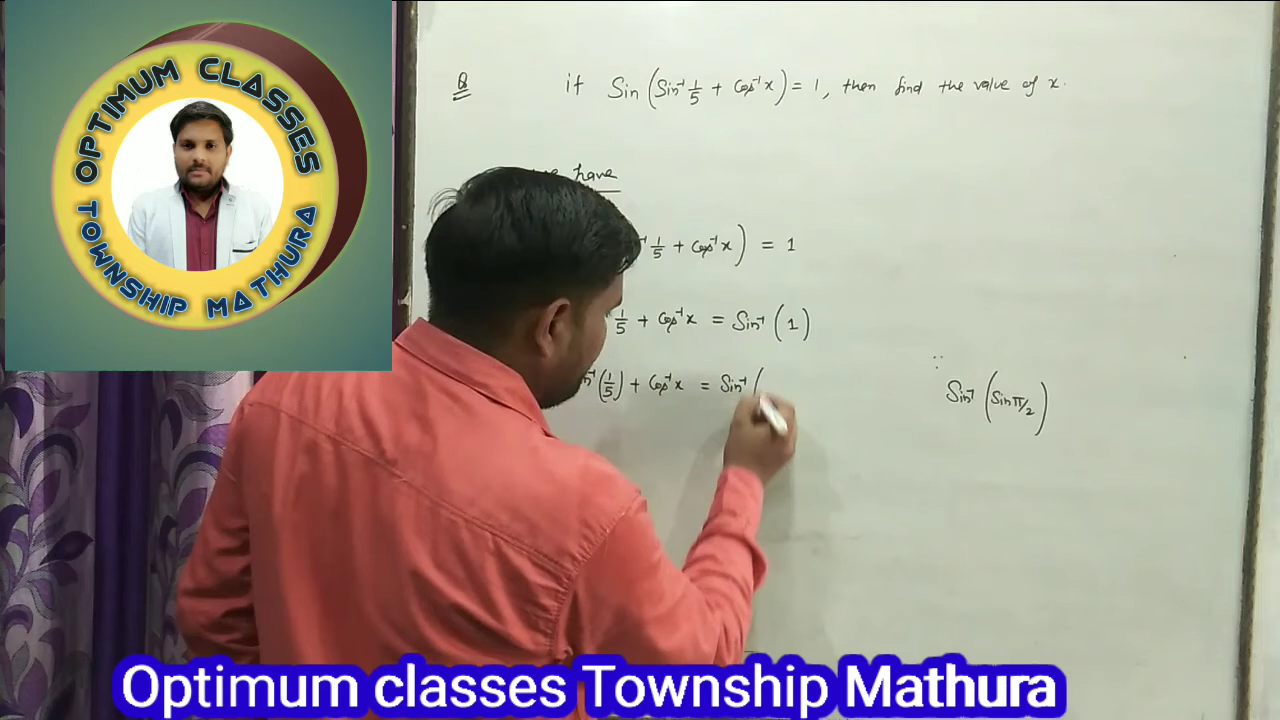 OPTIMUM CLASSES
TOWNSHIP MATHURA
Q if Sin (Sin⁻¹ 1/5 + Cos⁻¹ x) = 1, then find the value of x.
have
1/5 + Cos⁻¹ x) = 1
1/5 + Cos⁻¹ x = Sin⁻¹ (1)
(1/5) + Cos⁻¹ x = Sin⁻¹ (
∵ Sin⁻¹ (Sin π/2)
Optimum classes Township Mathura